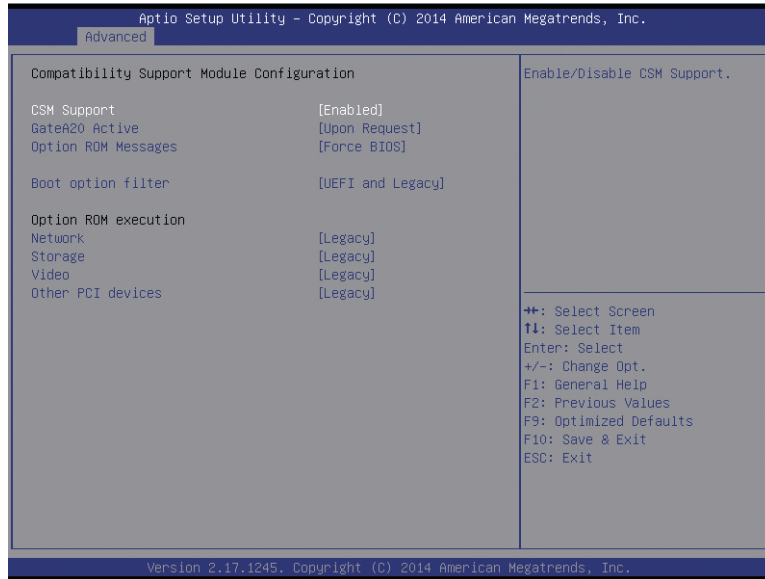 Aptio Setup Utility – Copyright (C) 2014 American Megatrends, Inc.
Advanced
Compatibility Support Module Configuration
CSM Support [Enabled]
GateA20 Active [Upon Request]
Option ROM Messages [Force BIOS]
Boot option filter [UEFI and Legacy]
Option ROM execution
Network [Legacy]
Storage [Legacy]
Video [Legacy]
Other PCI devices [Legacy]
Enable/Disable CSM Support.
→←: Select Screen
↑↓: Select Item
Enter: Select
+/-: Change Opt.
F1: General Help
F2: Previous Values
F9: Optimized Defaults
F10: Save & Exit
ESC: Exit
Version 2.17.1245. Copyright (C) 2014 American Megatrends, Inc.